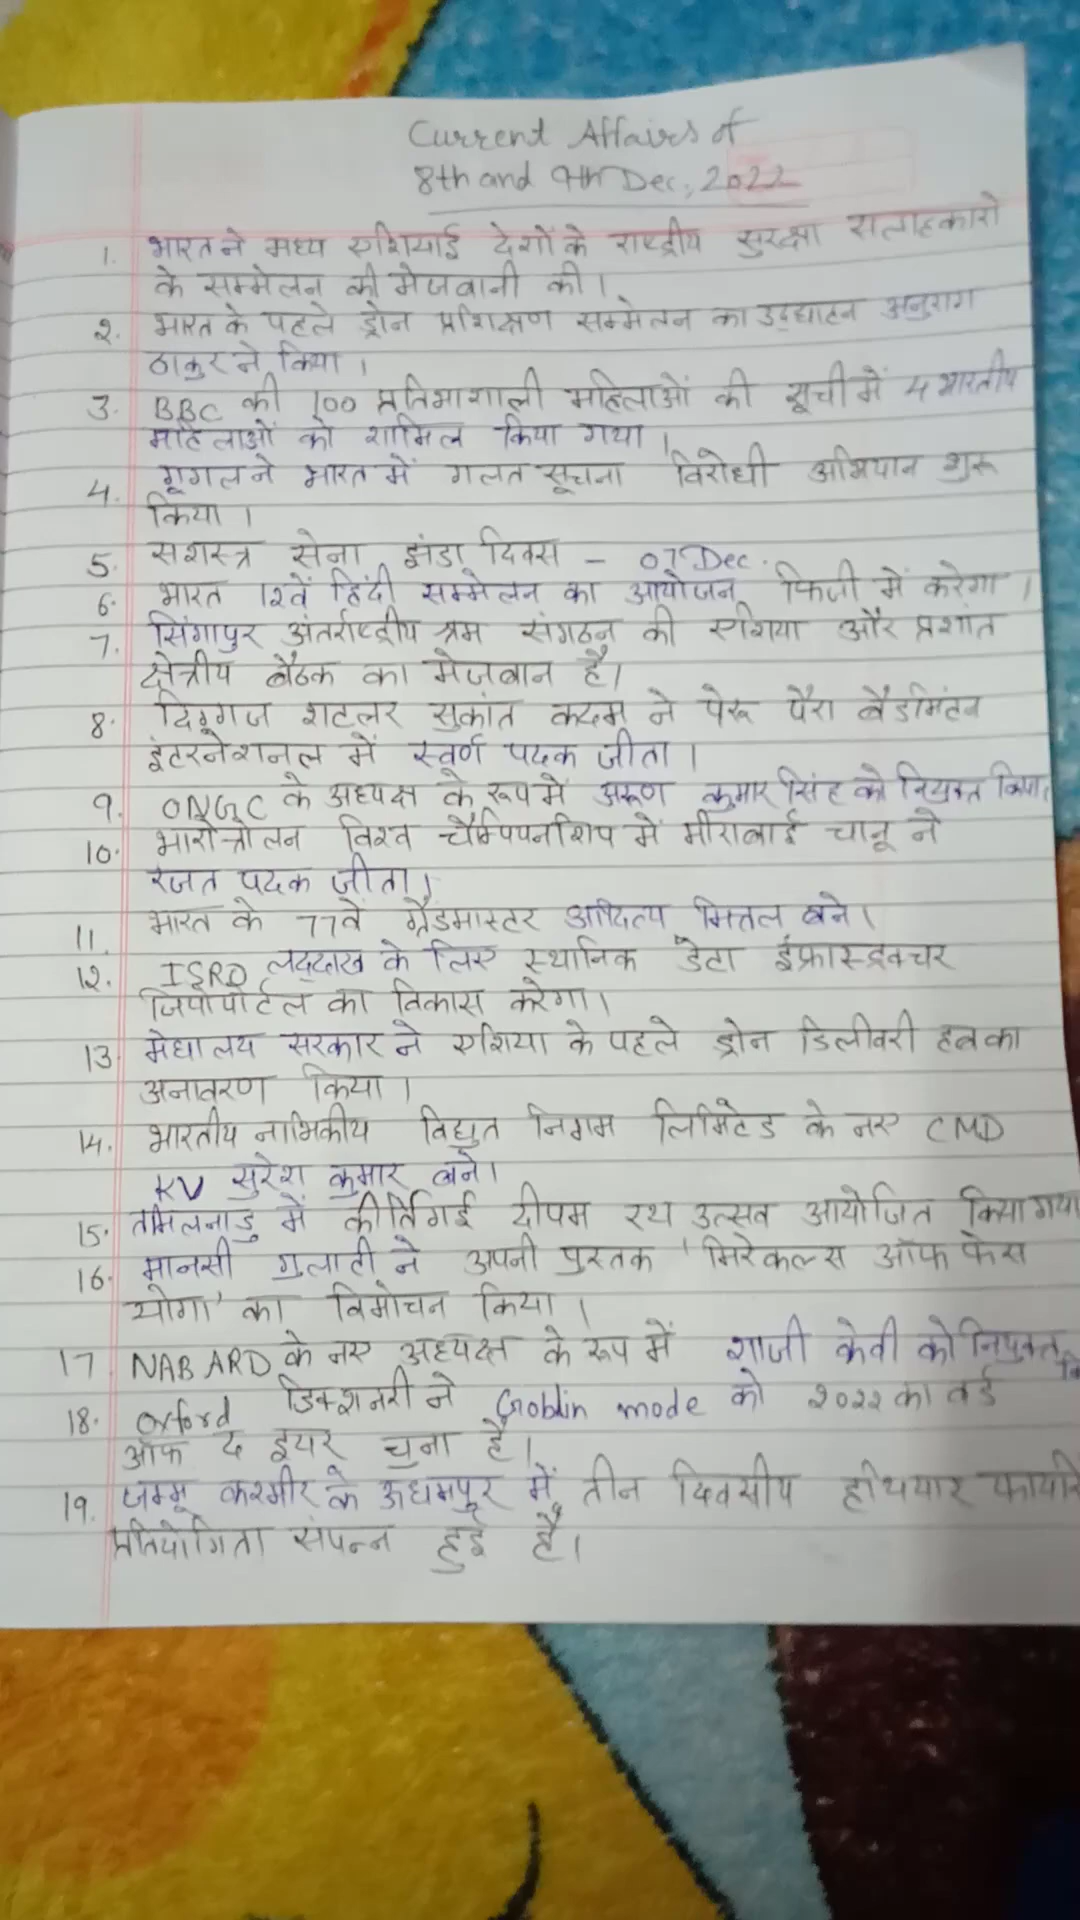 Current Affairs of
8th and 9th Dec, 2022
1. भारत ने मध्य एशियाई देशों के राष्ट्रीय सुरक्षा सलाहकारो
के सम्मेलन की मेजबानी की।
2. भारत के पहले ड्रोन प्रशिक्षण सम्मेलन का उद्घाटन अनुराग
ठाकुर ने किया।
3. BBC की 100 प्रतिभाशाली महिलाओं की सूची में 4 भारतीय
महिलाओं को शामिल किया गया।
4. गूगल ने भारत में गलत सूचना विरोधी अभियान शुरू
किया।
5. सशस्त्र सेना झंडा दिवस - 07 Dec.
6. भारत 12वें हिंदी सम्मेलन का आयोजन फिजी में करेगा।
7. सिंगापुर अंतर्राष्ट्रीय श्रम संगठन की एशिया और प्रशांत
क्षेत्रीय बैठक का मेजबान है।
8. दिग्गज शटलर सुकांत कदम ने पेरू पैरा बैडमिंटन
इंटरनेशनल में स्वर्ण पदक जीता।
9. ONGC के अध्यक्ष के रूप में अरूण कुमार सिंह को नियुक्त किया।
10. भारोत्तोलन विश्व चैम्पियनशिप में मीराबाई चानू ने
रजत पदक जीता।
11. भारत के 77वें ग्रैंडमास्टर आदित्य मित्तल बने।
12. ISRO लद्दाख के लिए स्थानिक डेटा इंफ्रास्ट्रक्चर
जियोपोर्टल का विकास करेगा।
13 मेघालय सरकार ने एशिया के पहले ड्रोन डिलीवरी हब का
अनावरण किया।
14. भारतीय नाभिकीय विद्युत निगम लिमिटेड के नए CMD
KV सुरेश कुमार बने।
15. तमिलनाडु में कीर्तिगई दीपम रथ उत्सव आयोजित किया गया
16. मानसी गुलाटी ने अपनी पुस्तक 'मिरेकल्स ऑफ फेस
योगा' का विमोचन किया।
17 NABARD के नए अध्यक्ष के रूप में शाजी केवी को नियुक्त
18. Oxford डिक्शनरी ने Goblin mode को 2022 का वर्ड
ऑफ द इयर चुना है।
19. जम्मू कश्मीर के ऊधमपुर में तीन दिवसीय हथियार
प्रतियोगिता संपन्न हुई है।